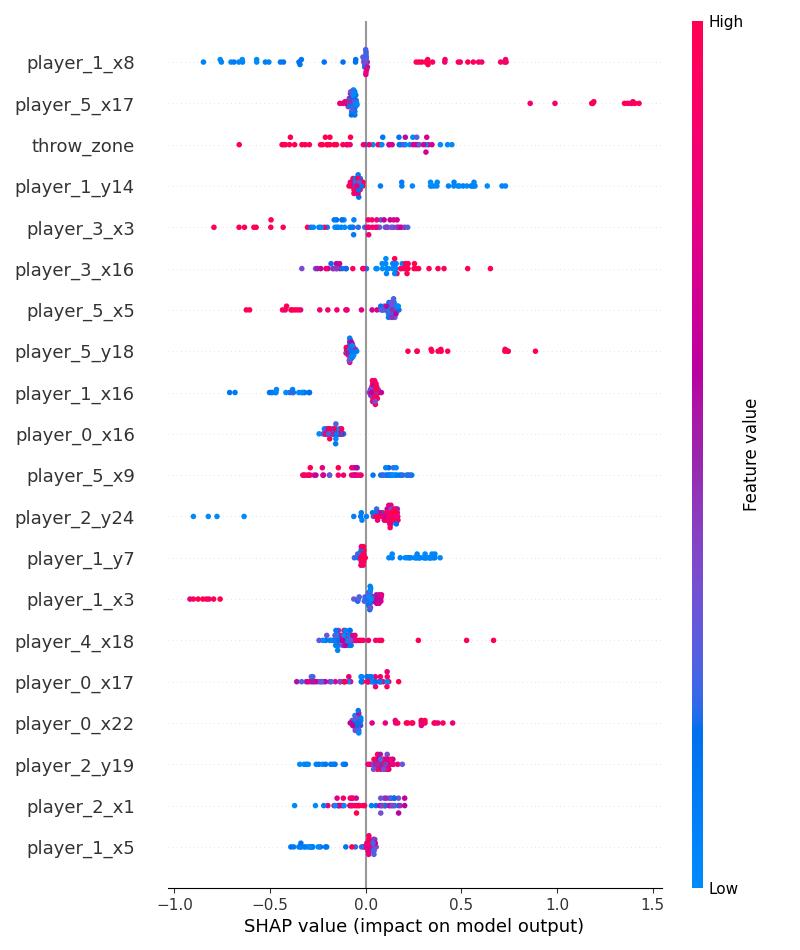 High
player_1_x8
player_5_x17
throw_zone
player_1_y14
player_3_x3
player_3_x16
player_5_x5
player_5_y18
player_1_x16
player_0_x16
player_5_x9
player_2_y24
player_1_y7
player_1_x3
player_4_x18
player_0_x17
player_0_x22
player_2_y19
player_2_x1
player_1_x5
Feature value
Low
−1.0 −0.5 0.0 0.5 1.0 1.5
SHAP value (impact on model output)